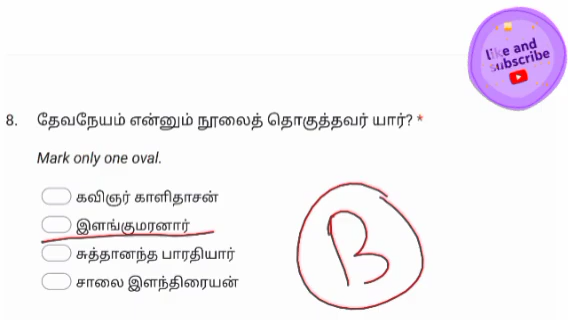 like and
subscribe
8. தேவநேயம் என்னும் நூலைத் தொகுத்தவர் யார்? *
Mark only one oval.
கவிஞர் காளிதாசன்
இளங்குமரனார்
சுத்தானந்த பாரதியார்
சாலை இளந்திரையன்
B